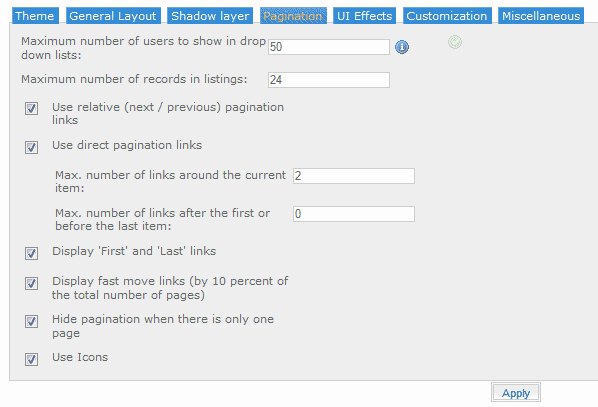 Theme General Layout Shadow layer Pagination UI Effects Customization Miscellaneous
Maximum number of users to show in drop
down lists:
50
Maximum number of records in listings:
24
Use relative (next / previous) pagination
links
Use direct pagination links
Max. number of links around the current
item:
2
Max. number of links after the first or
before the last item:
0
Display 'First' and 'Last' links
Display fast move links (by 10 percent of
the total number of pages)
Hide pagination when there is only one
page
Use Icons
Apply